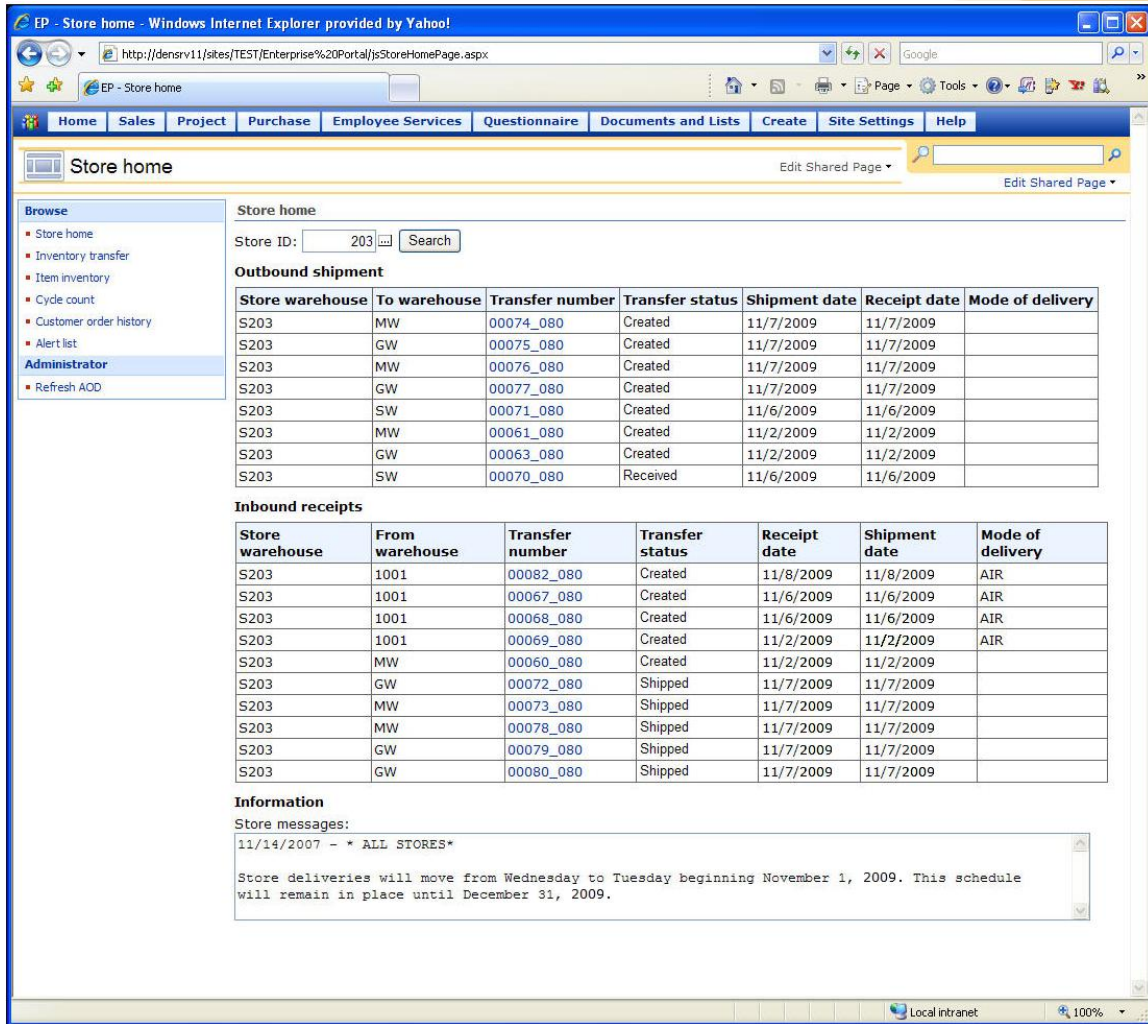 EP - Store home - Windows Internet Explorer provided by Yahoo!
http://densrv11/sites/TEST/Enterprise%20Portal/jsStoreHomePage.aspx
Google
EP - Store home
Page
Tools
»
Home Sales Project Purchase Employee Services Questionnaire Documents and Lists Create Site Settings Help
Store home
Edit Shared Page
Edit Shared Page
Browse
Store home
Inventory transfer
Item inventory
Cycle count
Customer order history
Alert list
Administrator
Refresh AOD
Store home
Store ID: 203 ... Search
Outbound shipment
Store warehouse To warehouse Transfer number Transfer status Shipment date Receipt date Mode of delivery
S203 MW 00074_080 Created 11/7/2009 11/7/2009
S203 GW 00075_080 Created 11/7/2009 11/7/2009
S203 MW 00076_080 Created 11/7/2009 11/7/2009
S203 GW 00077_080 Created 11/7/2009 11/7/2009
S203 SW 00071_080 Created 11/6/2009 11/6/2009
S203 MW 00061_080 Created 11/2/2009 11/2/2009
S203 GW 00063_080 Created 11/2/2009 11/2/2009
S203 SW 00070_080 Received 11/6/2009 11/6/2009
Inbound receipts
Store warehouse From warehouse Transfer number Transfer status Receipt date Shipment date Mode of delivery
S203 1001 00082_080 Created 11/8/2009 11/8/2009 AIR
S203 1001 00067_080 Created 11/6/2009 11/6/2009 AIR
S203 1001 00068_080 Created 11/6/2009 11/6/2009 AIR
S203 1001 00069_080 Created 11/2/2009 11/2/2009 AIR
S203 MW 00060_080 Created 11/2/2009 11/2/2009
S203 GW 00072_080 Shipped 11/7/2009 11/7/2009
S203 MW 00073_080 Shipped 11/7/2009 11/7/2009
S203 MW 00078_080 Shipped 11/7/2009 11/7/2009
S203 GW 00079_080 Shipped 11/7/2009 11/7/2009
S203 GW 00080_080 Shipped 11/7/2009 11/7/2009
Information
Store messages:
11/14/2007 - * ALL STORES*
Store deliveries will move from Wednesday to Tuesday beginning November 1, 2009. This schedule
will remain in place until December 31, 2009.
Local intranet
100%